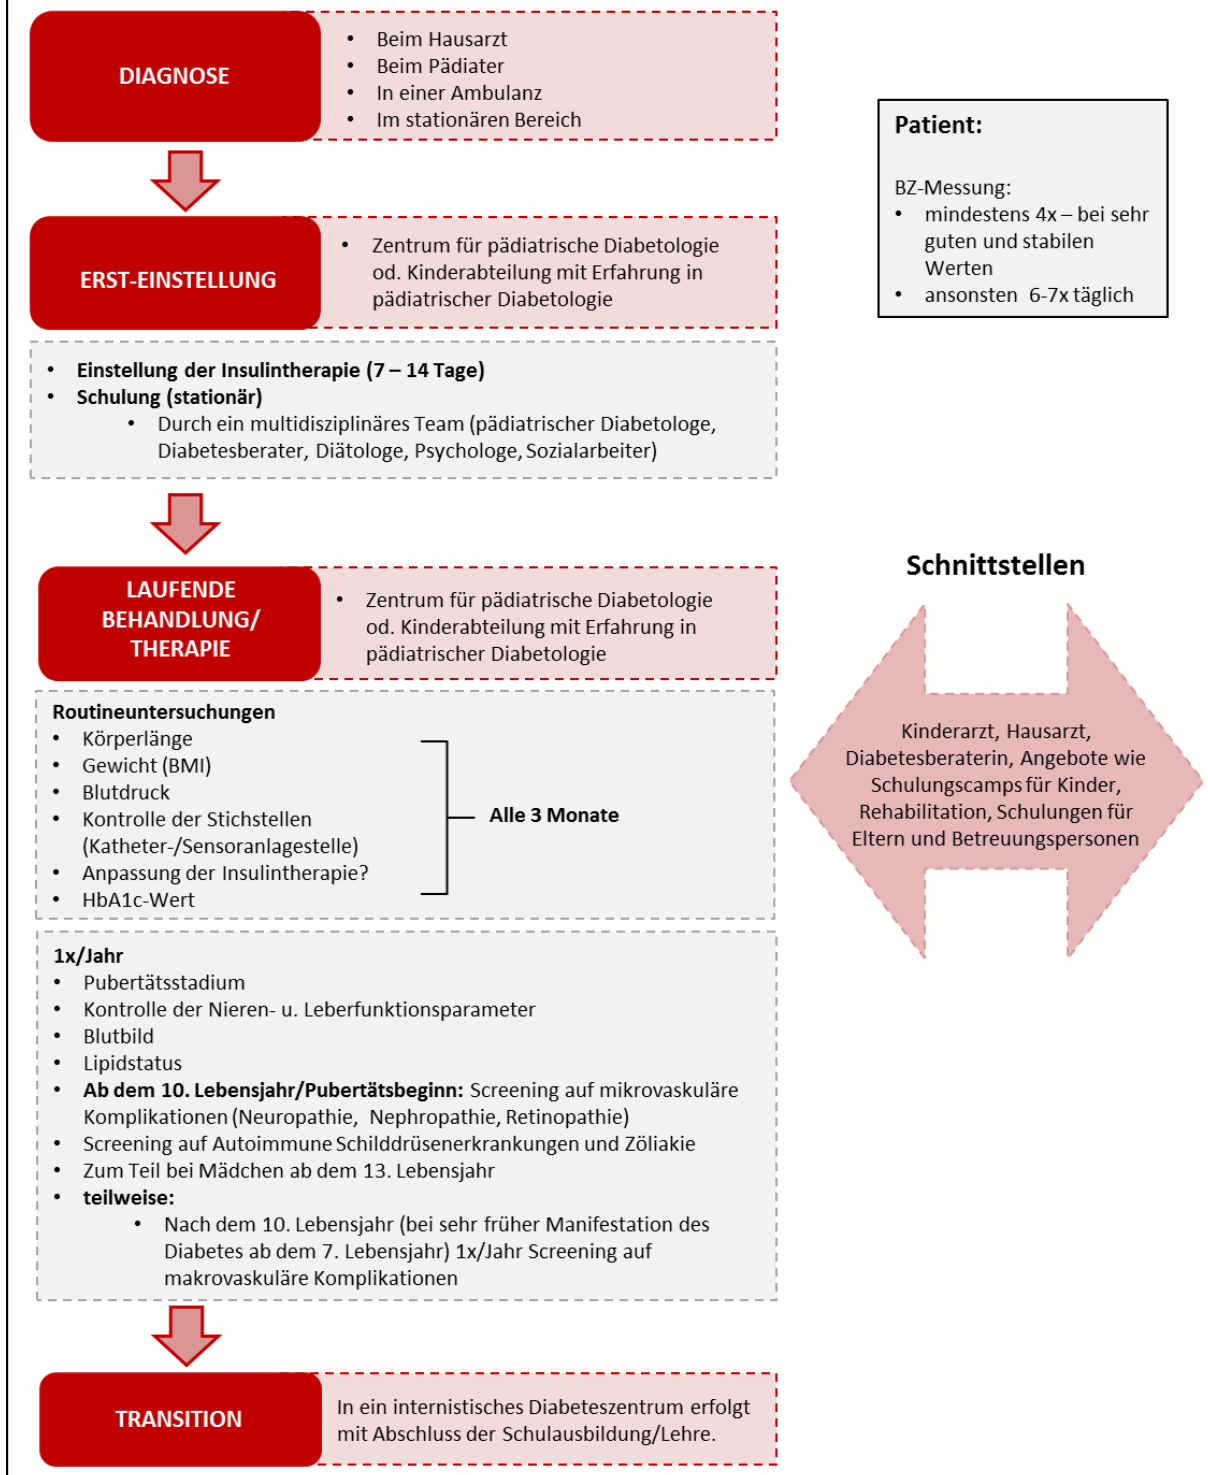 DIAGNOSE
• Beim Hausarzt
• Beim Pädiater
• In einer Ambulanz
• Im stationären Bereich
Patient:
BZ-Messung:
• mindestens 4x – bei sehr
guten und stabilen
Werten
• ansonsten 6-7x täglich
ERST-EINSTELLUNG
• Zentrum für pädiatrische Diabetologie
od. Kinderabteilung mit Erfahrung in
pädiatrischer Diabetologie
• Einstellung der Insulintherapie (7 – 14 Tage)
• Schulung (stationär)
• Durch ein multidisziplinäres Team (pädiatrischer Diabetologe,
Diabetesberater, Diätologe, Psychologe, Sozialarbeiter)
LAUFENDE
BEHANDLUNG/
THERAPIE
• Zentrum für pädiatrische Diabetologie
od. Kinderabteilung mit Erfahrung in
pädiatrischer Diabetologie
Schnittstellen
Kinderarzt, Hausarzt,
Diabetesberaterin, Angebote wie
Schulungscamps für Kinder,
Rehabilitation, Schulungen für
Eltern und Betreuungspersonen
Routineuntersuchungen
• Körperlänge
• Gewicht (BMI)
• Blutdruck
• Kontrolle der Stichstellen
(Katheter-/Sensoranlagestelle)
• Anpassung der Insulintherapie?
• HbA1c-Wert
Alle 3 Monate
1x/Jahr
• Pubertätsstadium
• Kontrolle der Nieren- u. Leberfunktionsparameter
• Blutbild
• Lipidstatus
• Ab dem 10. Lebensjahr/Pubertätsbeginn: Screening auf mikrovaskuläre
Komplikationen (Neuropathie, Nephropathie, Retinopathie)
• Screening auf Autoimmune Schilddrüsenerkrankungen und Zöliakie
• Zum Teil bei Mädchen ab dem 13. Lebensjahr
• teilweise:
• Nach dem 10. Lebensjahr (bei sehr früher Manifestation des
Diabetes ab dem 7. Lebensjahr) 1x/Jahr Screening auf
makrovaskuläre Komplikationen
TRANSITION
In ein internistisches Diabeteszentrum erfolgt
mit Abschluss der Schulausbildung/Lehre.